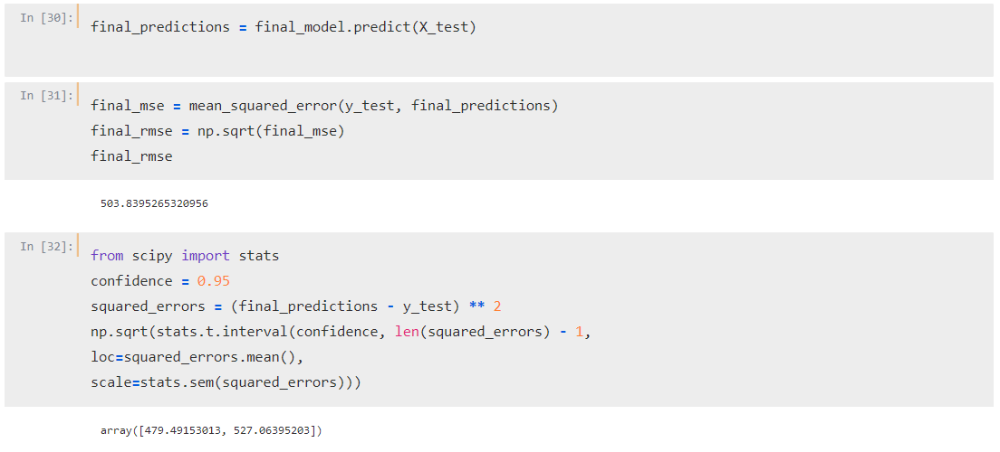 In [30]:
final_predictions = final_model.predict(X_test)
In [31]:
final_mse = mean_squared_error(y_test, final_predictions)
final_rmse = np.sqrt(final_mse)
final_rmse
503.8395265320956
In [32]:
from scipy import stats
confidence = 0.95
squared_errors = (final_predictions - y_test) ** 2
np.sqrt(stats.t.interval(confidence, len(squared_errors) - 1,
loc=squared_errors.mean(),
scale=stats.sem(squared_errors)))
array([479.49153013, 527.06395203])